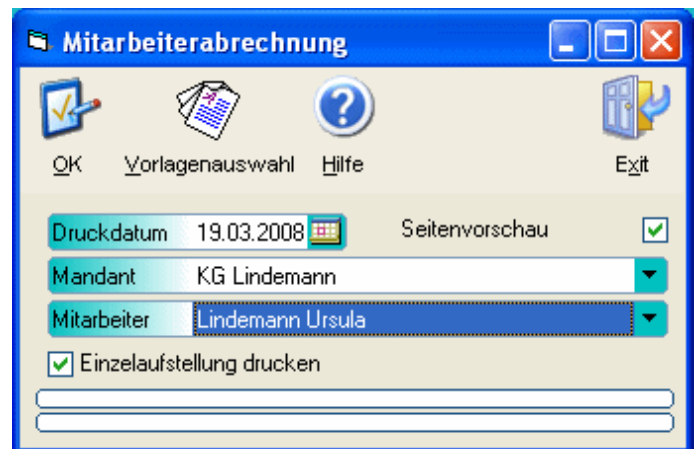 Mitarbeiterabrechnung
OK Vorlagenauswahl Hilfe Exit
Druckdatum 19.03.2008 Seitenvorschau
Mandant KG Lindemann
Mitarbeiter Lindemann Ursula
Einzelaufstellung drucken